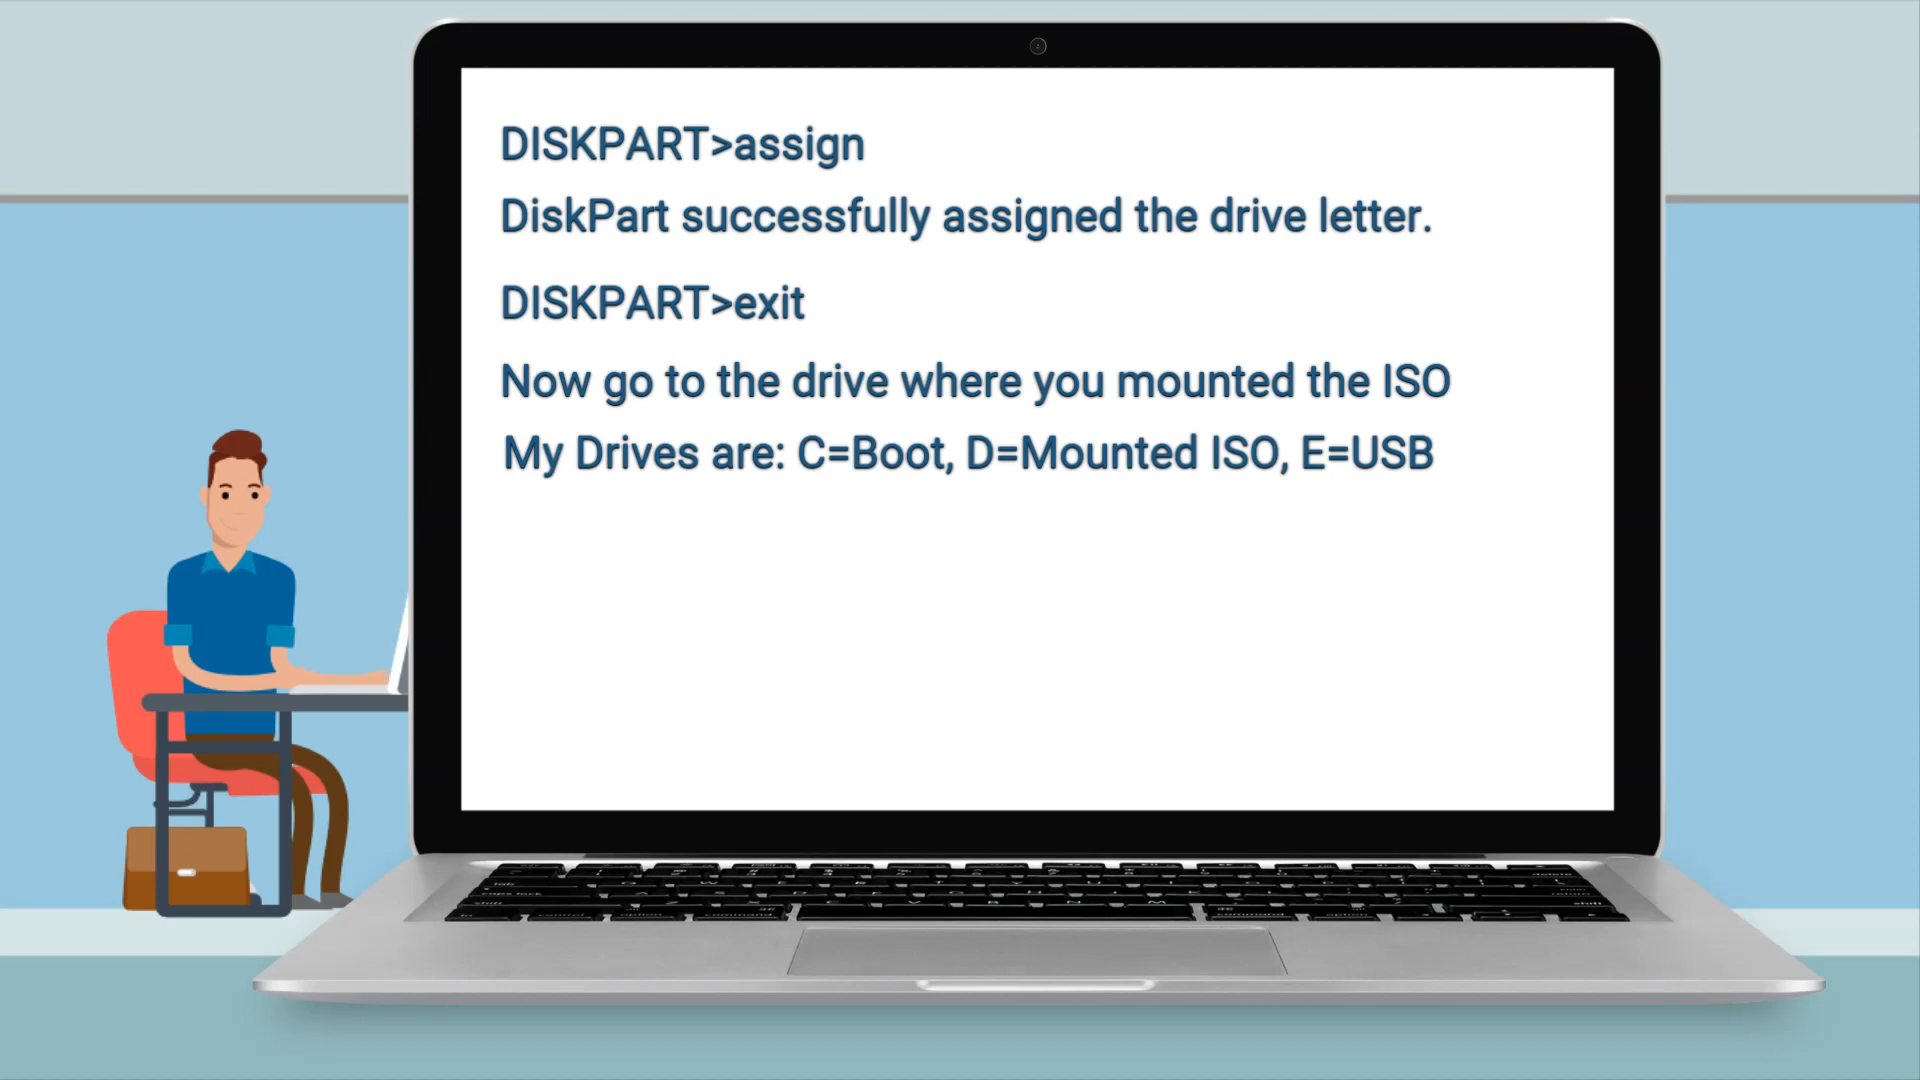 DISKPART>assign
DiskPart successfully assigned the drive letter.
DISKPART>exit
Now go to the drive where you mounted the ISO
My Drives are: C=Boot, D=Mounted ISO, E=USB